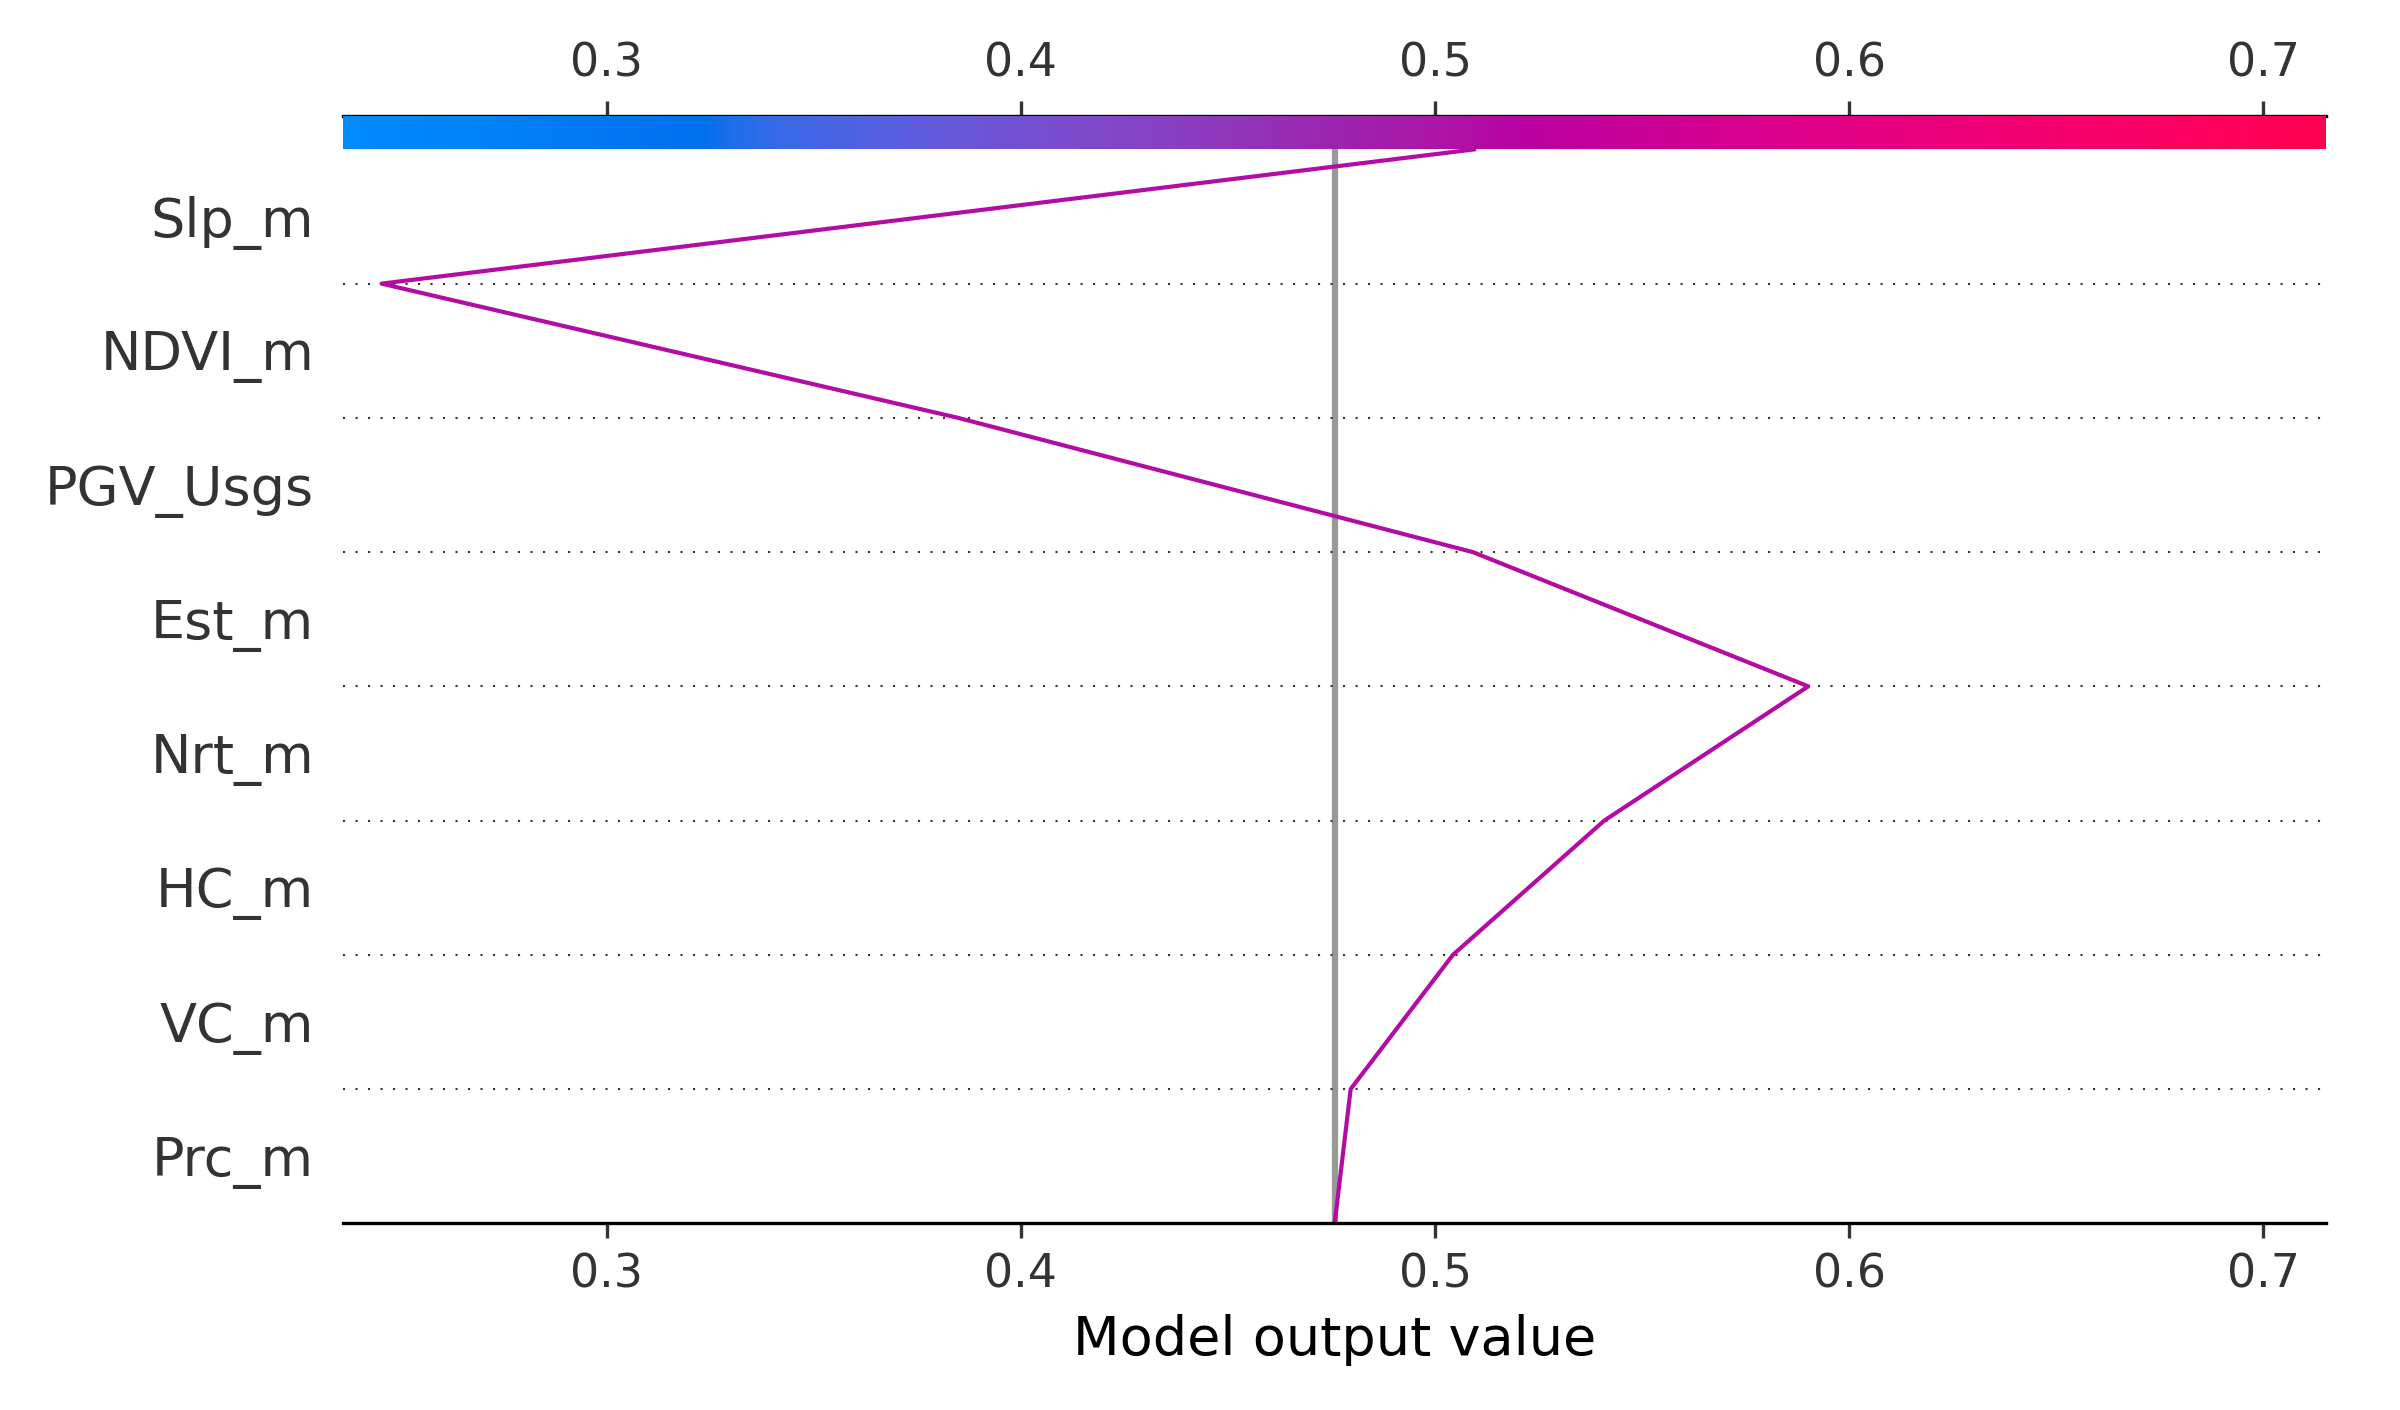 0.3 0.4 0.5 0.6 0.7
Slp_m
NDVI_m
PGV_Usgs
Est_m
Nrt_m
HC_m
VC_m
Prc_m
0.3 0.4 0.5 0.6 0.7
Model output value